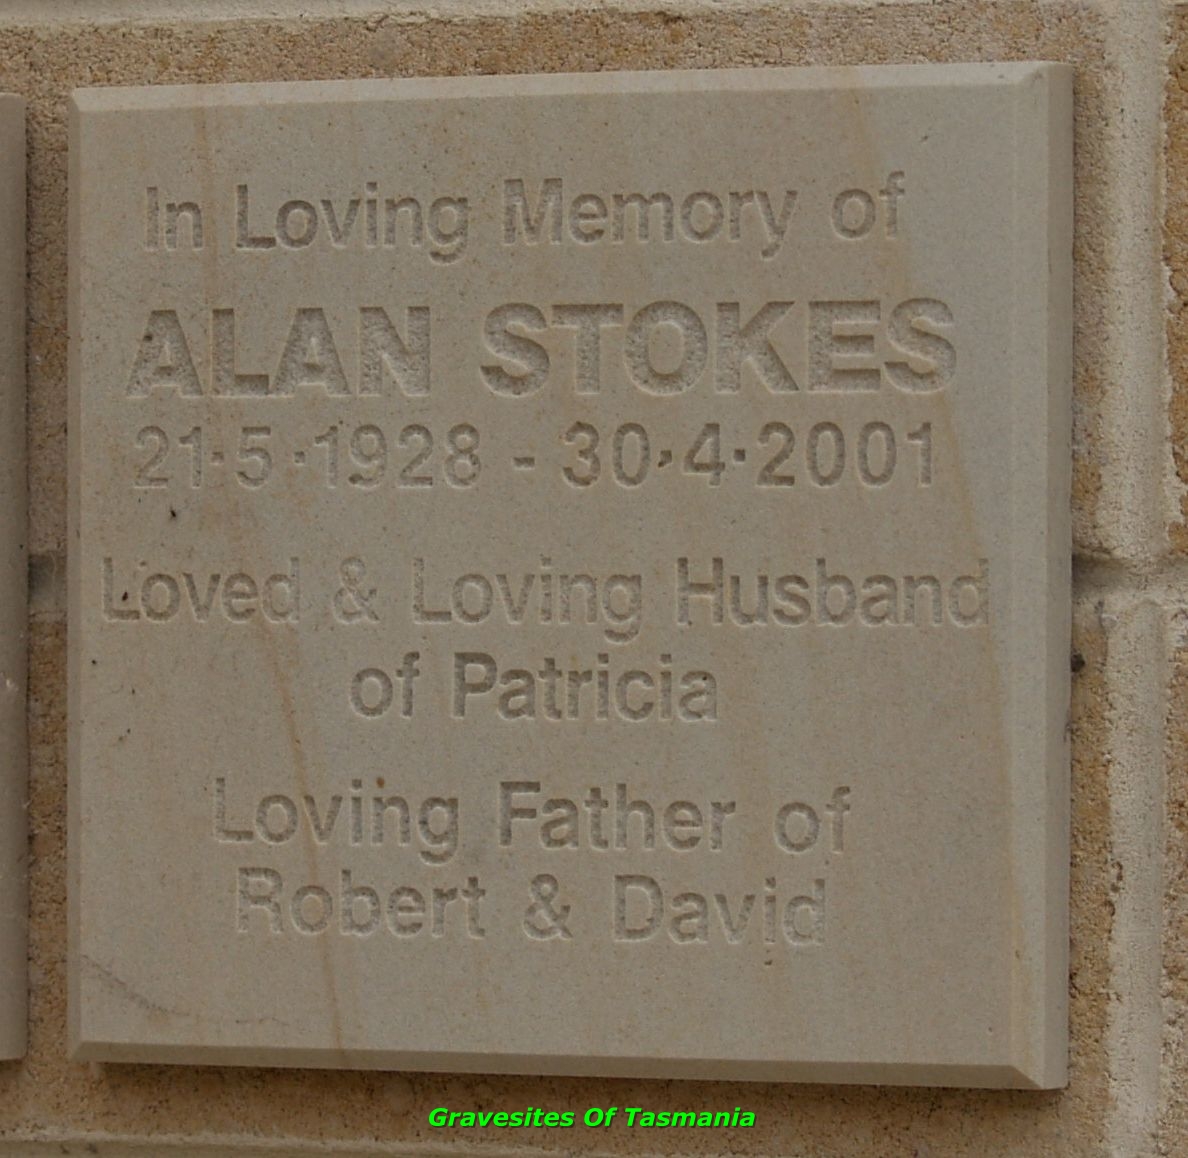 In Loving Memory of
ALAN STOKES
21·5·1928 - 30·4·2001
Loved & Loving Husband
of Patricia
Loving Father of
Robert & David
Gravesites Of Tasmania